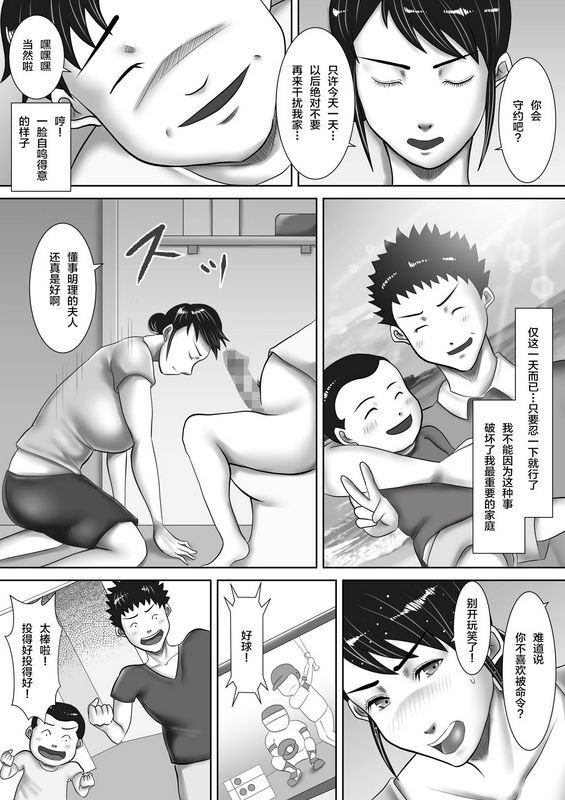 你会
守约吧？
只许今天一天…
以后绝对不要
再来干扰我家…
嘿嘿嘿
当然啦
哼！
一脸自鸣得意
的样子
仅这一天而已…只要忍一下就行了
我不能因为这种事
破坏了我最重要的家庭
懂事明理的夫人
还真是好啊
スッ
难道说
你不喜欢被命令？
别开玩笑了！
好球！
太棒啦！
投得好投得好！